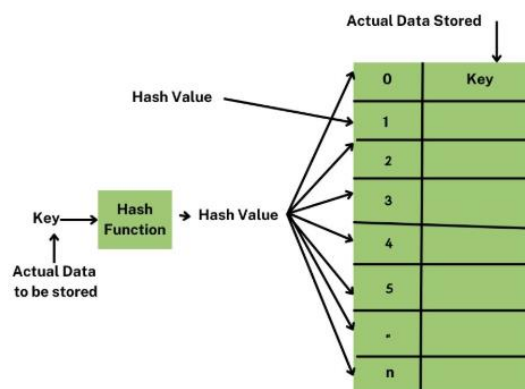 Actual Data Stored
0 Key
Hash Value
1
2
3
Key
Hash
Function
Hash Value
4
Actual Data
to be stored
5
n